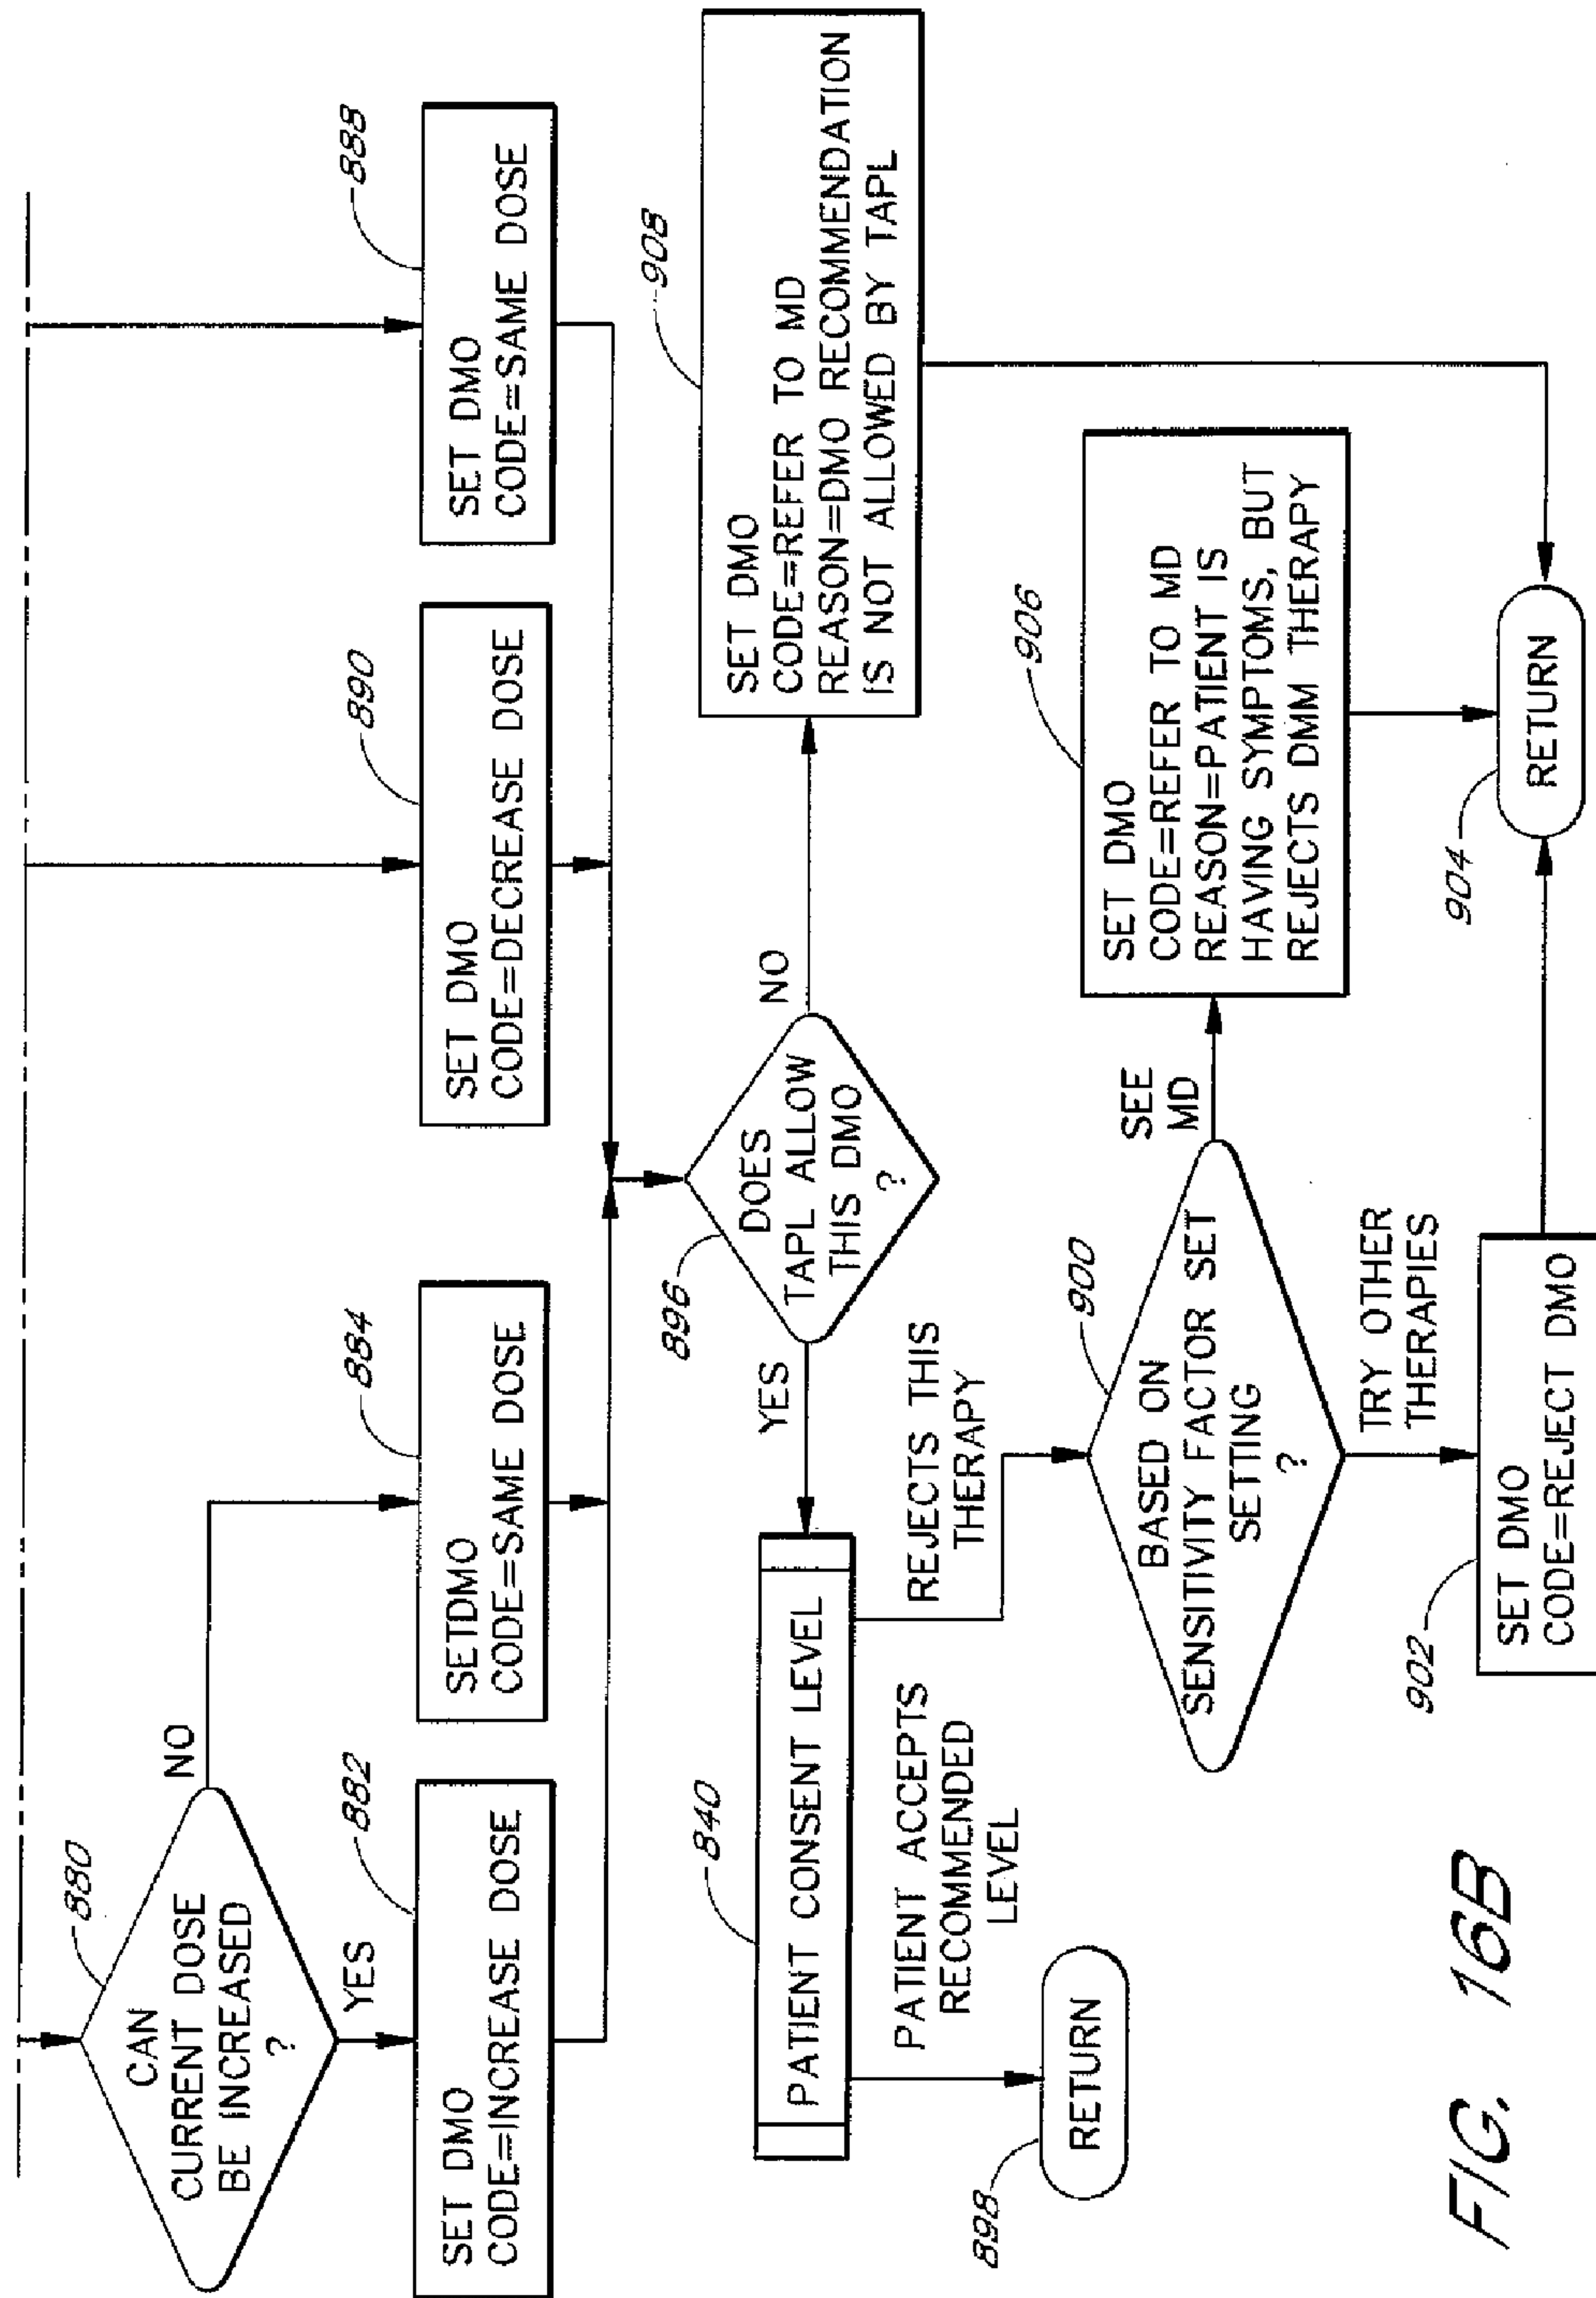 880
CAN
CURRENT DOSE
BE INCREASED
?
NO
YES
882
SET DMO
CODE=INCREASE DOSE
884
SETDMO
CODE=SAME DOSE
890
SET DMO
CODE=DECREASE DOSE
888
SET DMO
CODE=SAME DOSE
896
DOES
TAPL ALLOW
THIS DMO
?
YES
NO
908
SET DMO
CODE=REFER TO MD
REASON=DMO RECOMMENDATION
IS NOT ALLOWED BY TAPL
840
PATIENT CONSENT LEVEL
PATIENT ACCEPTS
RECOMMENDED
LEVEL
898
RETURN
REJECTS THIS
THERAPY
900
BASED ON
SENSITIVITY FACTOR SET
SETTING
?
SEE
MD
906
SET DMO
CODE=REFER TO MD
REASON=PATIENT IS
HAVING SYMPTOMS, BUT
REJECTS DMM THERAPY
TRY OTHER
THERAPIES
902
SET DMO
CODE=REJECT DMO
904
RETURN
FIG. 16B